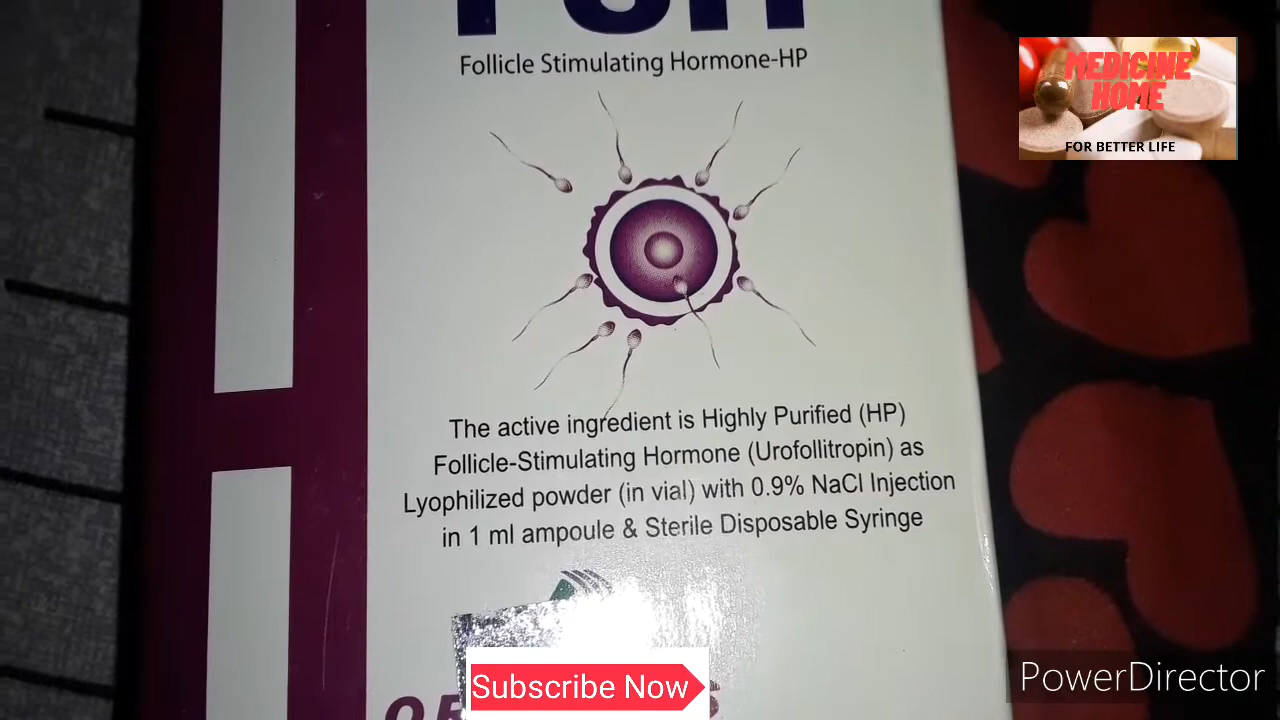 FSH
Follicle Stimulating Hormone-HP
MEDICINE
HOME
FOR BETTER LIFE
The active ingredient is Highly Purified (HP)
Follicle-Stimulating Hormone (Urofollitropin) as
Lyophilized powder (in vial) with 0.9% NaCl Injection
in 1 ml ampoule & Sterile Disposable Syringe
Subscribe Now
PowerDirector